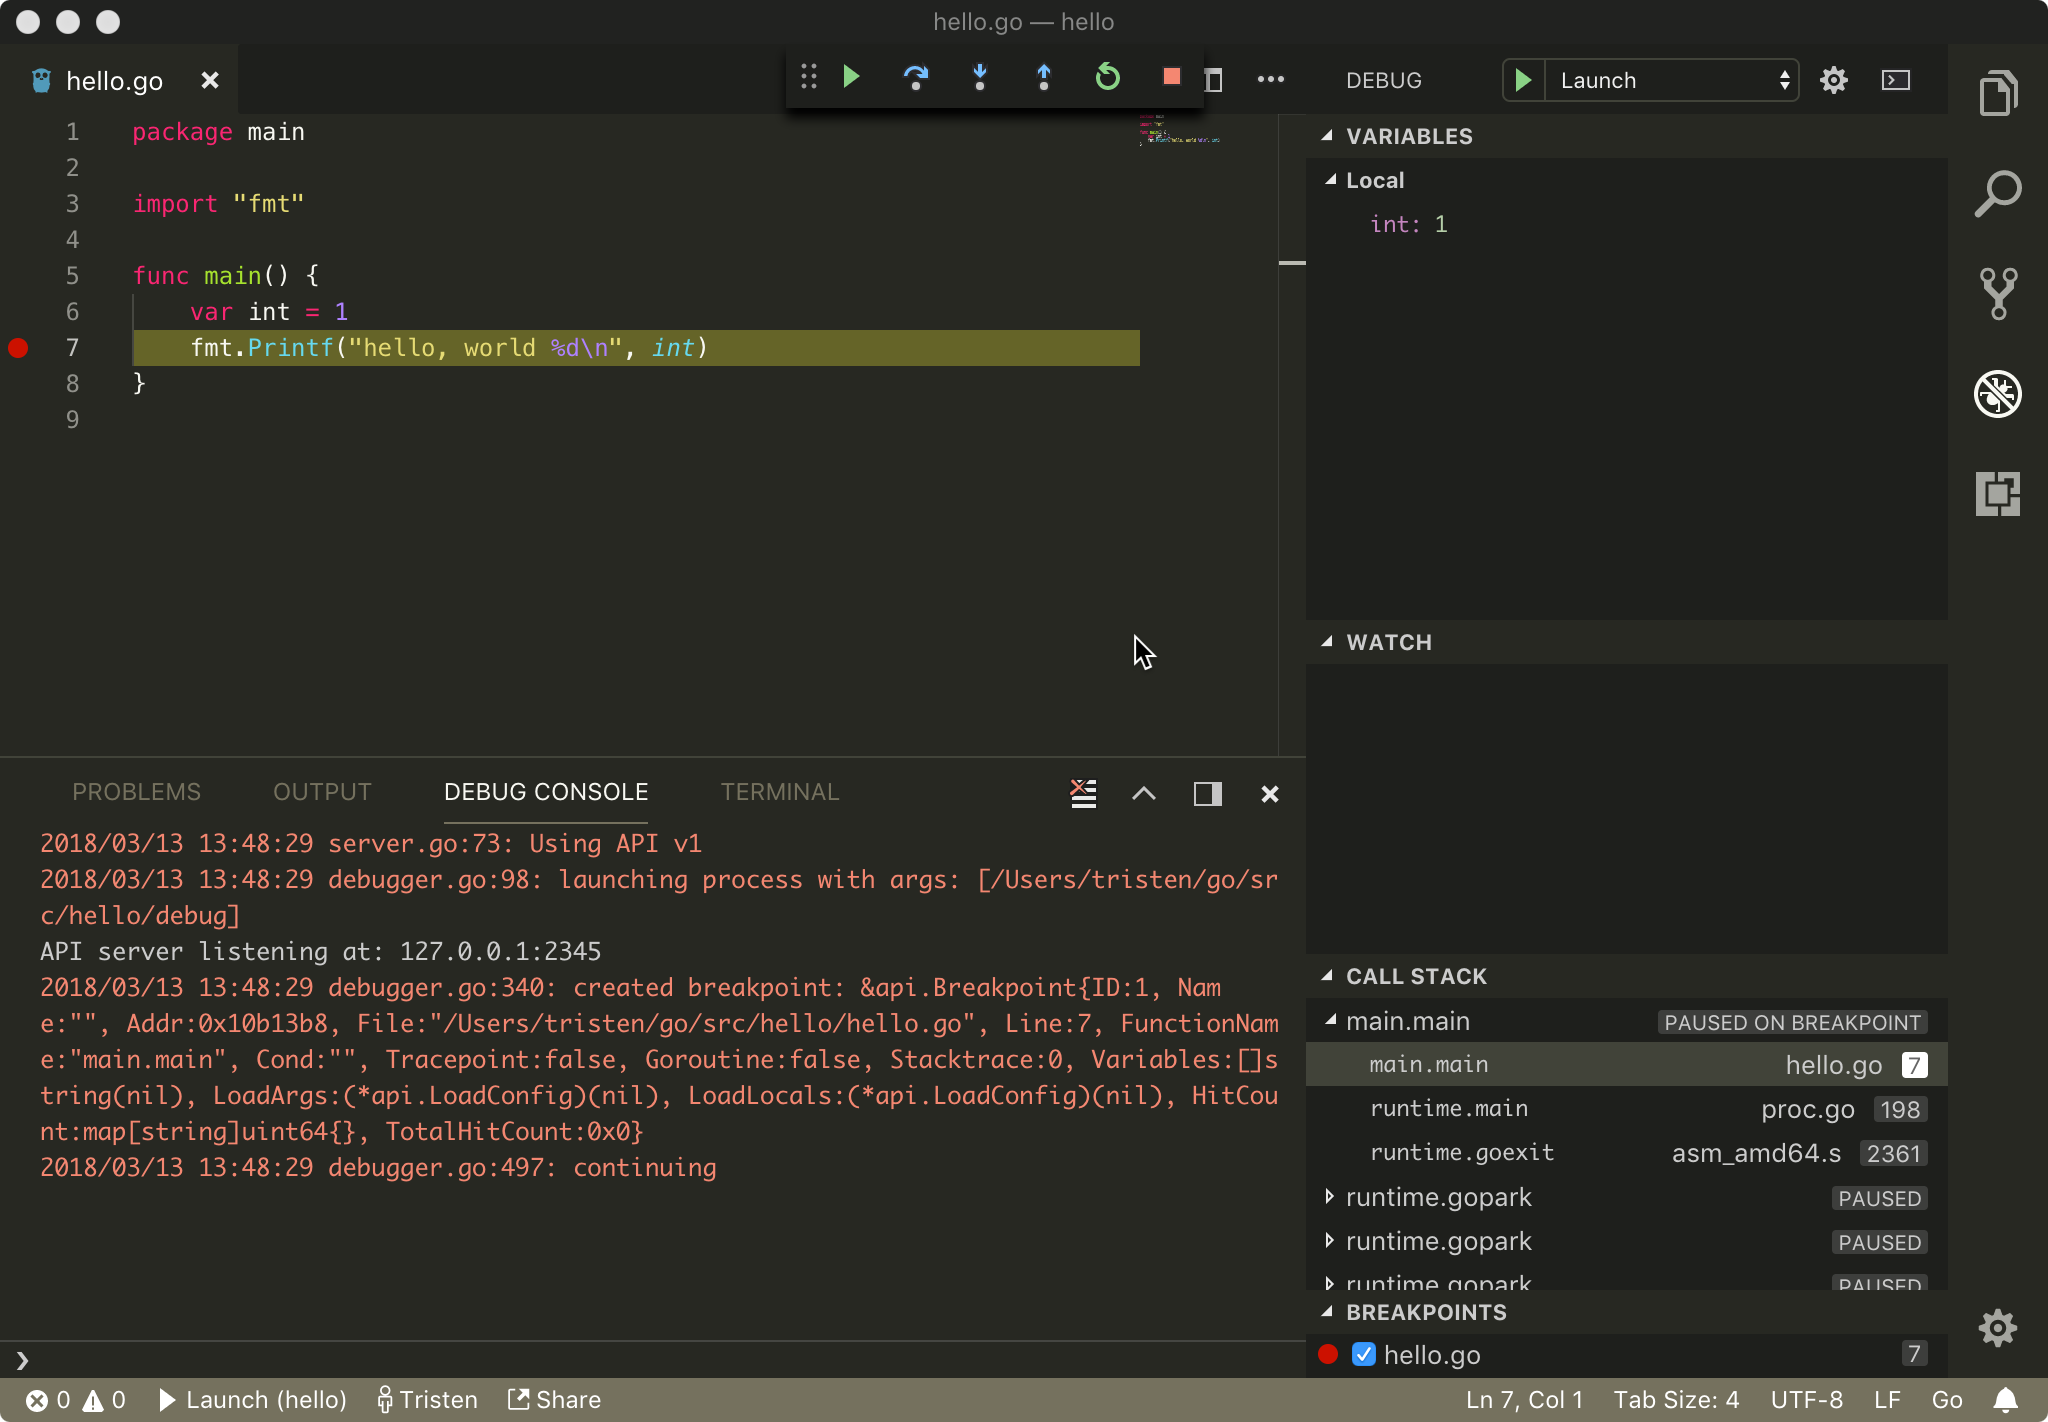 hello.go — hello
hello.go
DEBUG
Launch
1 package main
2
3 import "fmt"
4
5 func main() {
6 var int = 1
7 fmt.Printf("hello, world %d\n", int)
8 }
9
VARIABLES
Local
int: 1
WATCH
PROBLEMS OUTPUT DEBUG CONSOLE TERMINAL
2018/03/13 13:48:29 server.go:73: Using API v1
2018/03/13 13:48:29 debugger.go:98: launching process with args: [/Users/tristen/go/sr
c/hello/debug]
API server listening at: 127.0.0.1:2345
2018/03/13 13:48:29 debugger.go:340: created breakpoint: &api.Breakpoint{ID:1, Nam
e:"", Addr:0x10b13b8, File:"/Users/tristen/go/src/hello/hello.go", Line:7, FunctionNam
e:"main.main", Cond:"", Tracepoint:false, Goroutine:false, Stacktrace:0, Variables:[]s
tring(nil), LoadArgs:(*api.LoadConfig)(nil), LoadLocals:(*api.LoadConfig)(nil), HitCou
nt:map[string]uint64{}, TotalHitCount:0x0}
2018/03/13 13:48:29 debugger.go:497: continuing
CALL STACK
main.main PAUSED ON BREAKPOINT
main.main hello.go 7
runtime.main proc.go 198
runtime.goexit asm_amd64.s 2361
runtime.gopark PAUSED
runtime.gopark PAUSED
runtime.gopark PAUSED
BREAKPOINTS
hello.go 7
0 0 Launch (hello) Tristen Share
Ln 7, Col 1 Tab Size: 4 UTF-8 LF Go